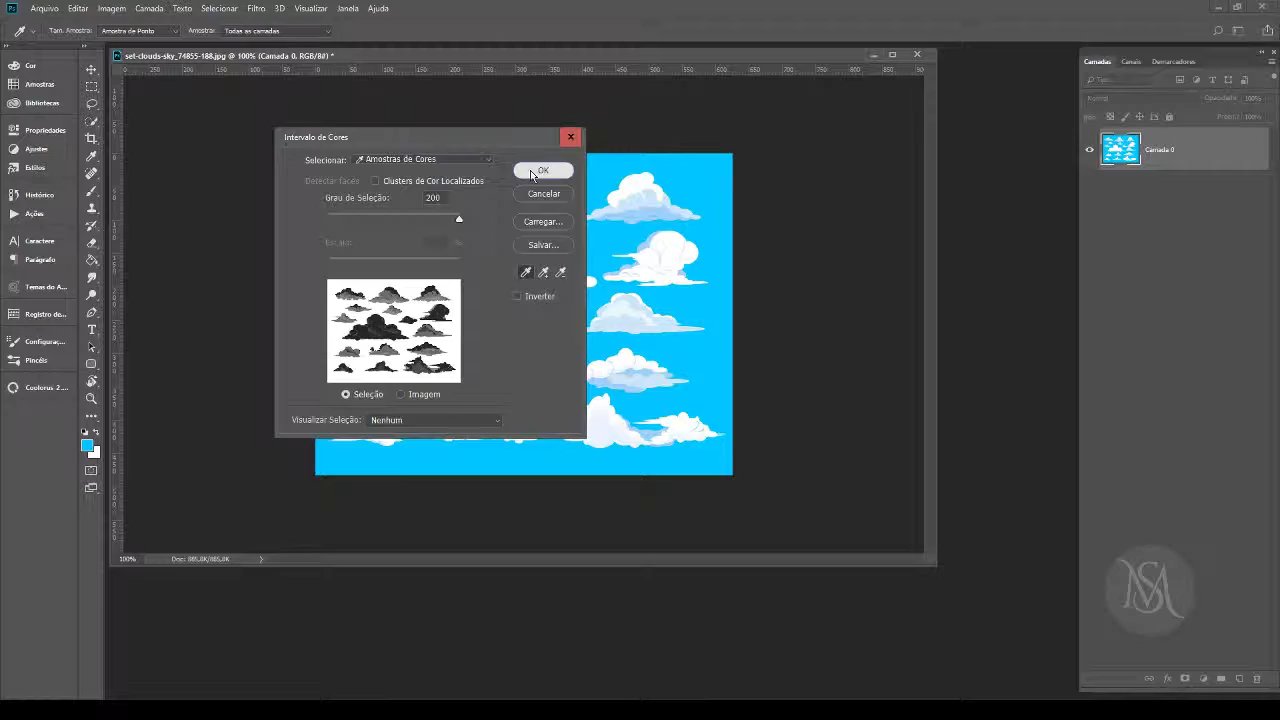 Ps Arquivo Editar Imagem Camada Texto Selecionar Filtro 3D Visualizar Janela Ajuda
Tam. Amostra: Amostra de Ponto Amostrar: Todas as camadas
set-clouds-sky_74855-188.jpg @ 100% (Camada 0, RGB/8#) *
Cor
Amostras
Bibliotecas
Propriedades
Ajustes
Estilos
Histórico
Ações
Caractere
Parágrafo
Temas do A...
Registro de...
Configuraç...
Pincéis
Coolorus 2....
Intervalo de Cores
Selecionar: Amostras de Cores
Detectar faces Clusters de Cor Localizados
Grau de Seleção: 200
OK
Cancelar
Carregar...
Salvar...
Inverter
Seleção Imagem
Visualizar Seleção: Nenhum
100% Doc: 885,8K/885,8K
Camadas Canais Demarcadores
Tipo
Normal Opacidade: 100%
100%
Camada 0